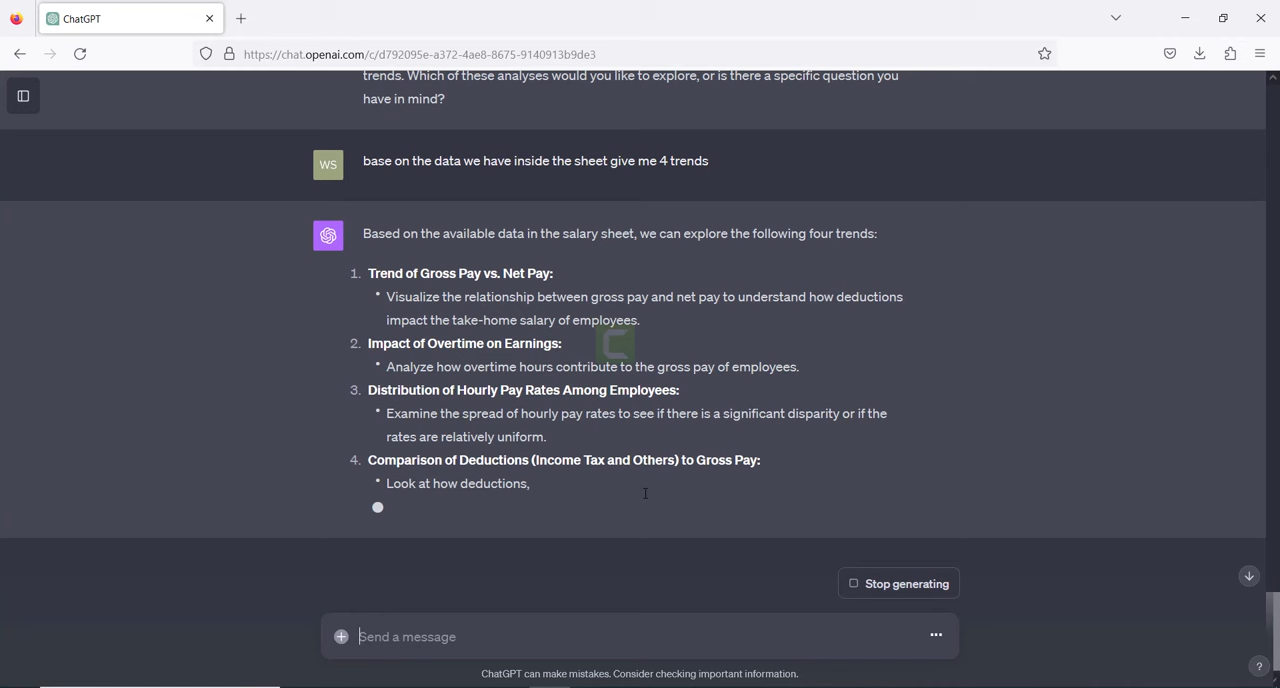 ChatGPT
https://chat.openai.com/c/d792095e-a372-4ae8-8675-9140913b9de3
trends. Which of these analyses would you like to explore, or is there a specific question you
have in mind?
WS
base on the data we have inside the sheet give me 4 trends
Based on the available data in the salary sheet, we can explore the following four trends:
1. Trend of Gross Pay vs. Net Pay:
• Visualize the relationship between gross pay and net pay to understand how deductions
impact the take-home salary of employees.
2. Impact of Overtime on Earnings:
• Analyze how overtime hours contribute to the gross pay of employees.
3. Distribution of Hourly Pay Rates Among Employees:
• Examine the spread of hourly pay rates to see if there is a significant disparity or if the
rates are relatively uniform.
4. Comparison of Deductions (Income Tax and Others) to Gross Pay:
• Look at how deductions,
Stop generating
Send a message
ChatGPT can make mistakes. Consider checking important information.
?